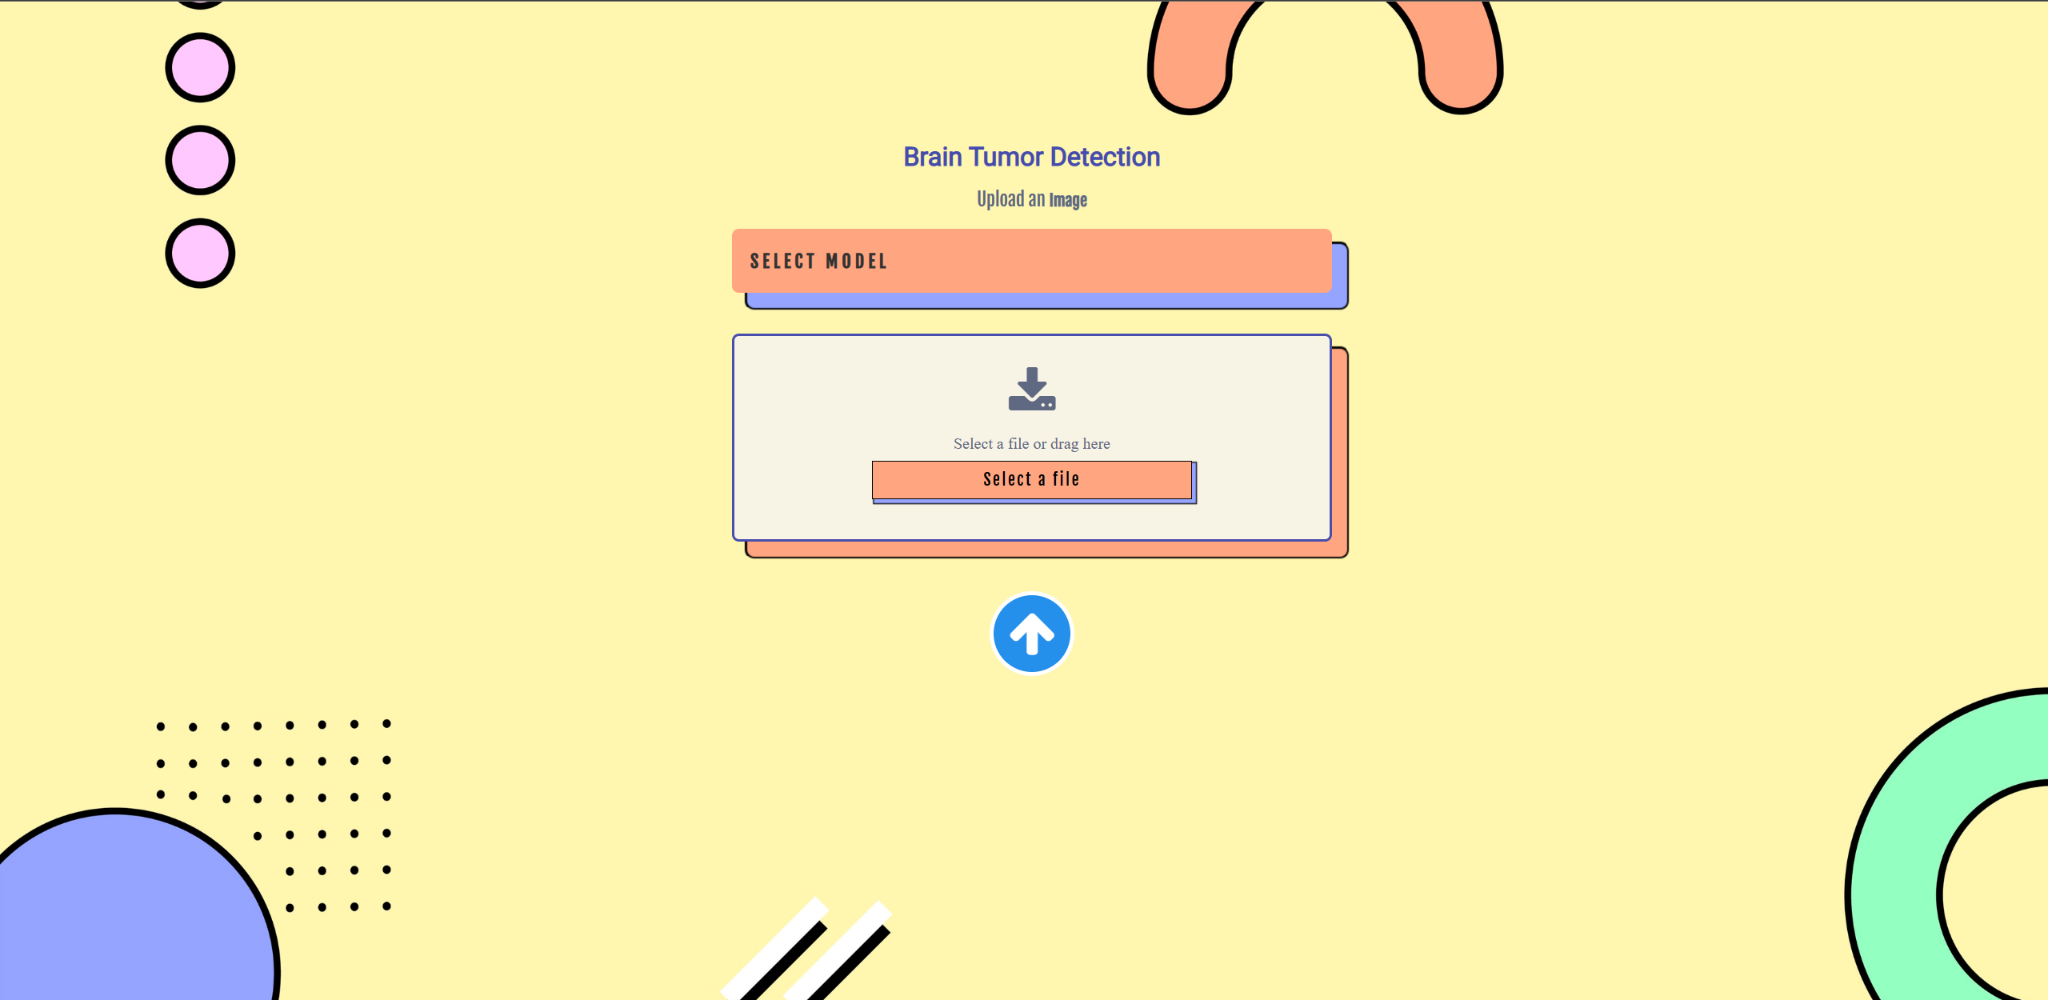 Brain Tumor Detection
Upload an Image
SELECT MODEL
Select a file or drag here
Select a file